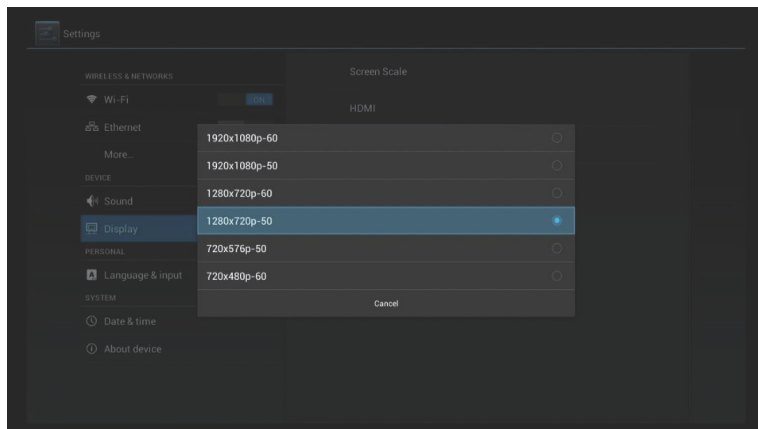 Settings
WIRELESS & NETWORKS
Wi-Fi
ON
Ethernet
More...
DEVICE
Sound
Display
PERSONAL
A
Language & input
SYSTEM
Date & time
About device
Screen Scale
HDMI
1920x1080p-60
1920x1080p-50
1280x720p-60
1280x720p-50
720x576p-50
720x480p-60
Cancel